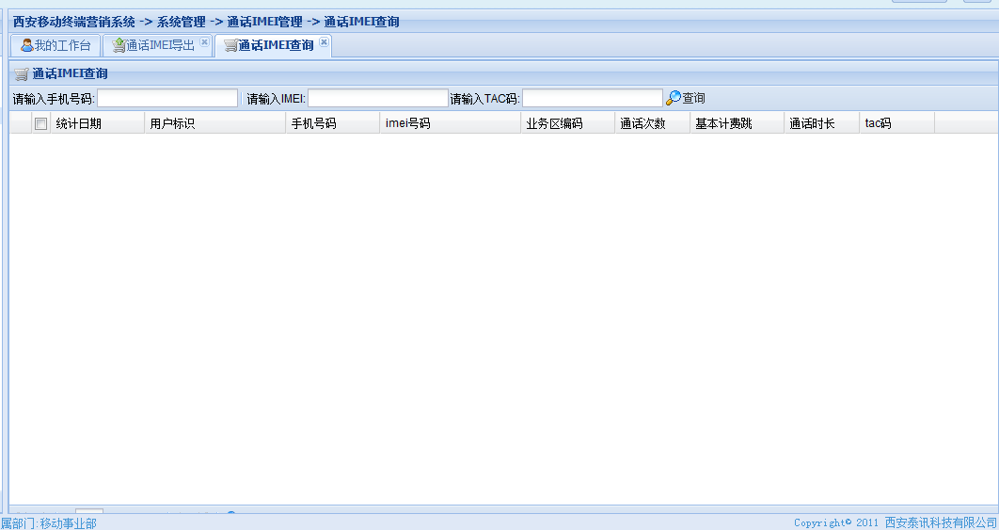 西安移动终端营销系统 -> 系统管理 -> 通话IMEI管理 -> 通话IMEI查询
我的工作台 通话IMEI导出 通话IMEI查询
通话IMEI查询
请输入手机号码: 请输入IMEI: 请输入TAC码: 查询
统计日期 用户标识 手机号码 imei号码 业务区编码 通话次数 基本计费跳 通话时长 tac码
属部门:移动事业部 Copyright© 2011 西安泰讯科技有限公司